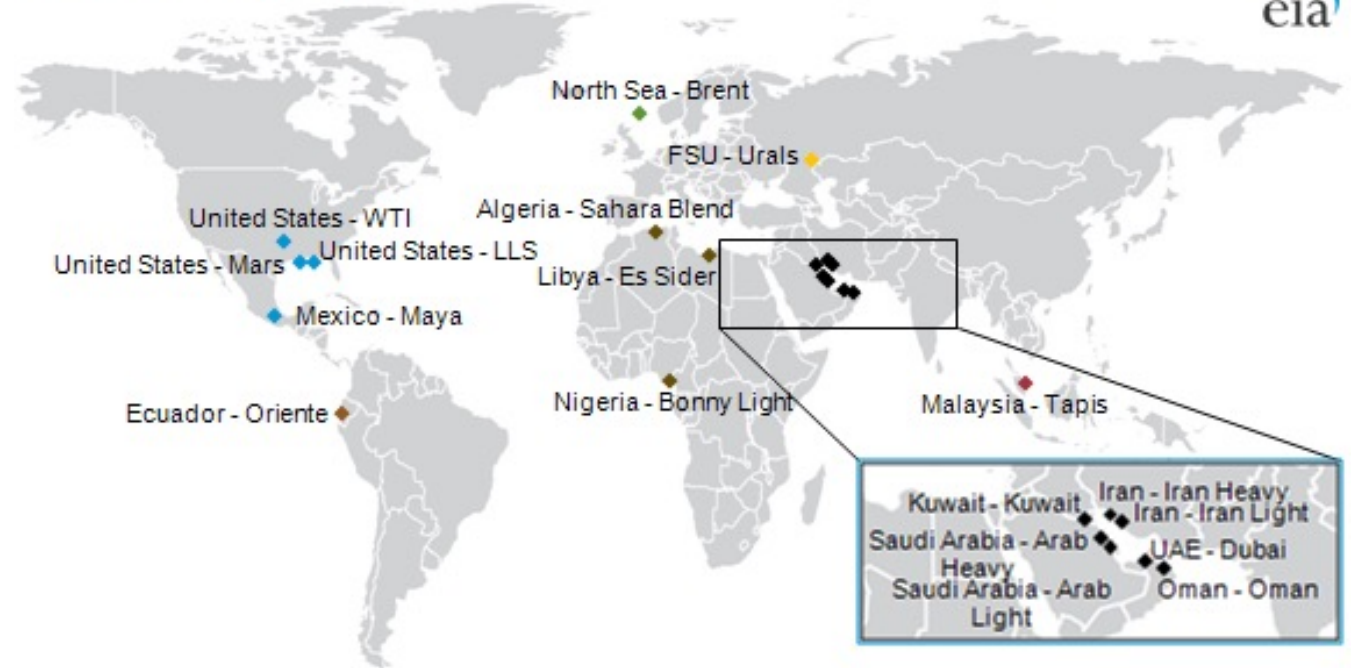 eia
North Sea - Brent
FSU - Urals
Algeria - Sahara Blend
United States - WTI
United States - LLS
United States - Mars
Libya - Es Sider
Mexico - Maya
Nigeria - Bonny Light
Malaysia - Tapis
Ecuador - Oriente
Iran - Iran Heavy
Kuwait - Kuwait
Iran - Iran Light
Saudi Arabia - Arab
Heavy
UAE - Dubai
Saudi Arabia - Arab
Light
Oman - Oman